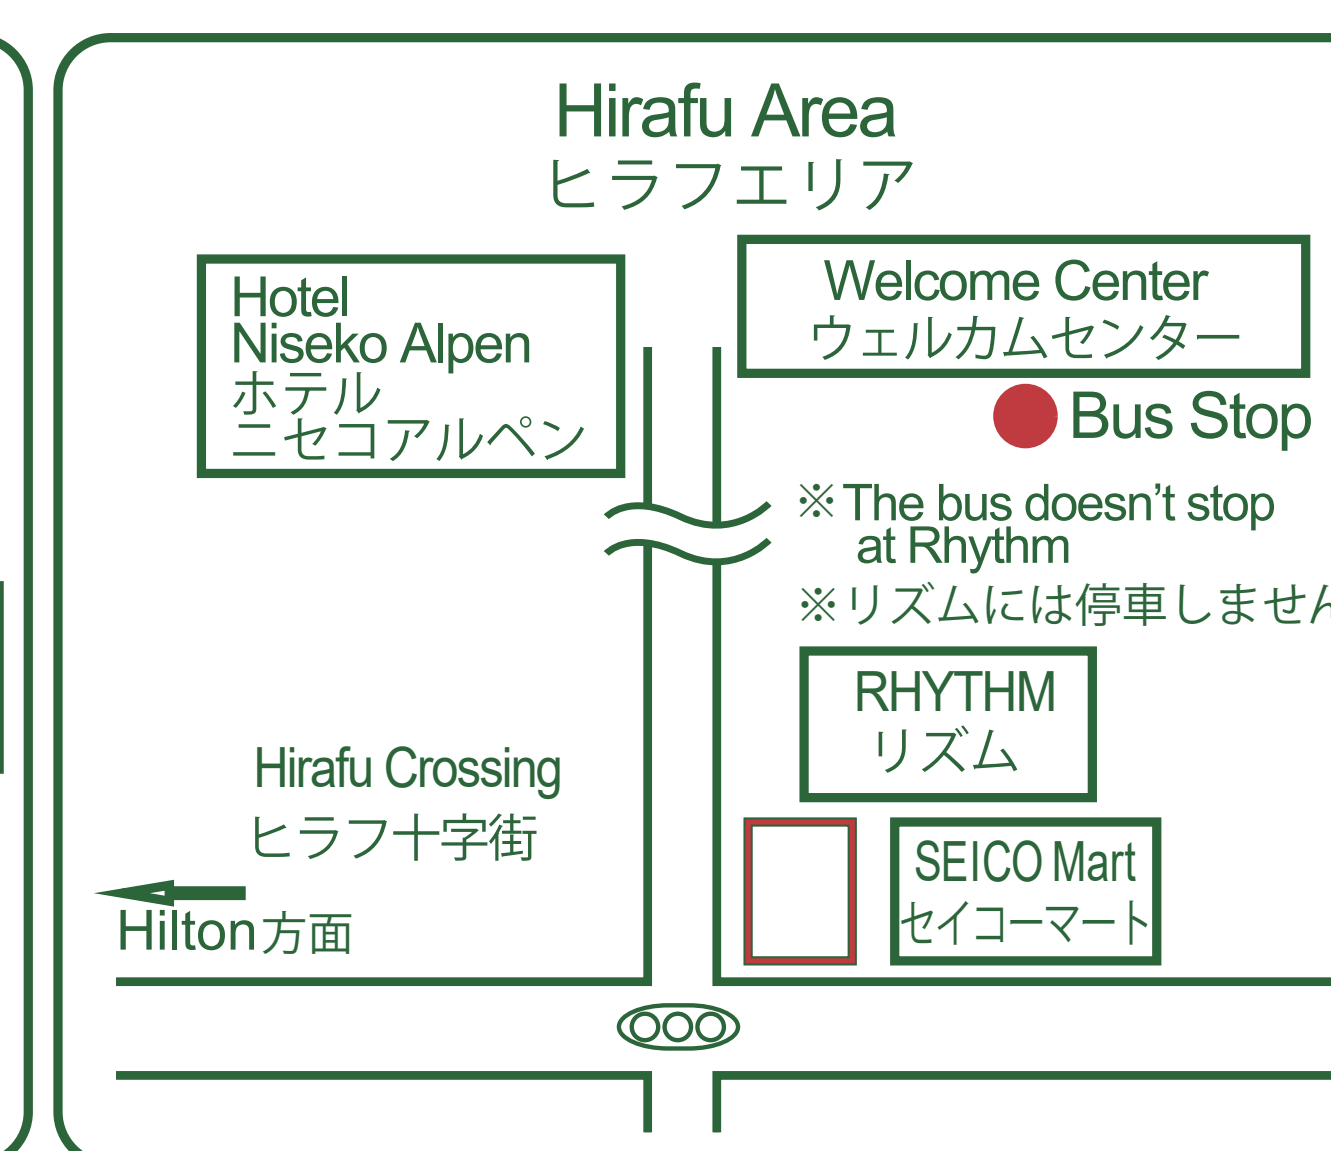 Hirafu Area
ヒラフエリア
Hotel
Niseko Alpen
ホテル
ニセコアルペン
Welcome Center
ウェルカムセンター
Bus Stop
※The bus doesn't stop
at Rhythm
※リズムには停車しません
RHYTHM
リズム
Hirafu Crossing
ヒラフ十字街
SEICO Mart
セイコーマート
Hilton方面